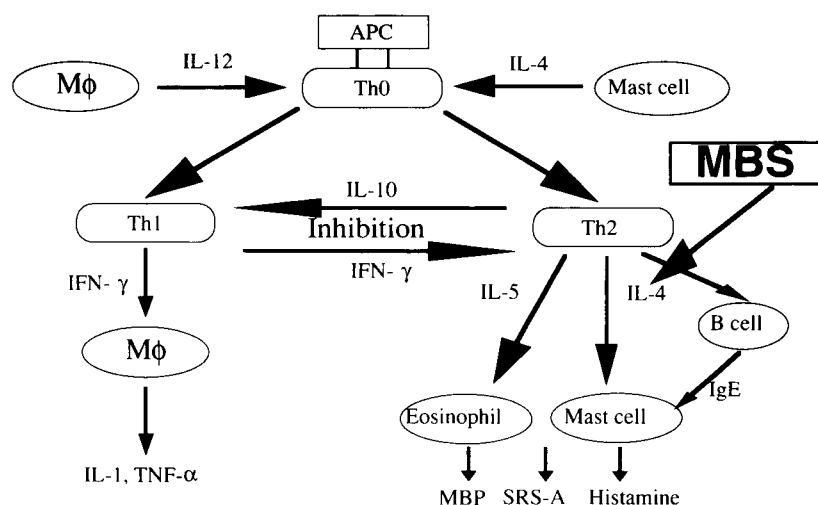 APC
IL-12
IL-4
Mφ
Th0
Mast cell
MBS
IL-10
Th1
Inhibition
Th2
IFN- γ
IFN- γ
IL-5
IL-4
B cell
Mφ
IgE
Eosinophil
Mast cell
IL-1, TNF-α
MBP
SRS-A
Histamine